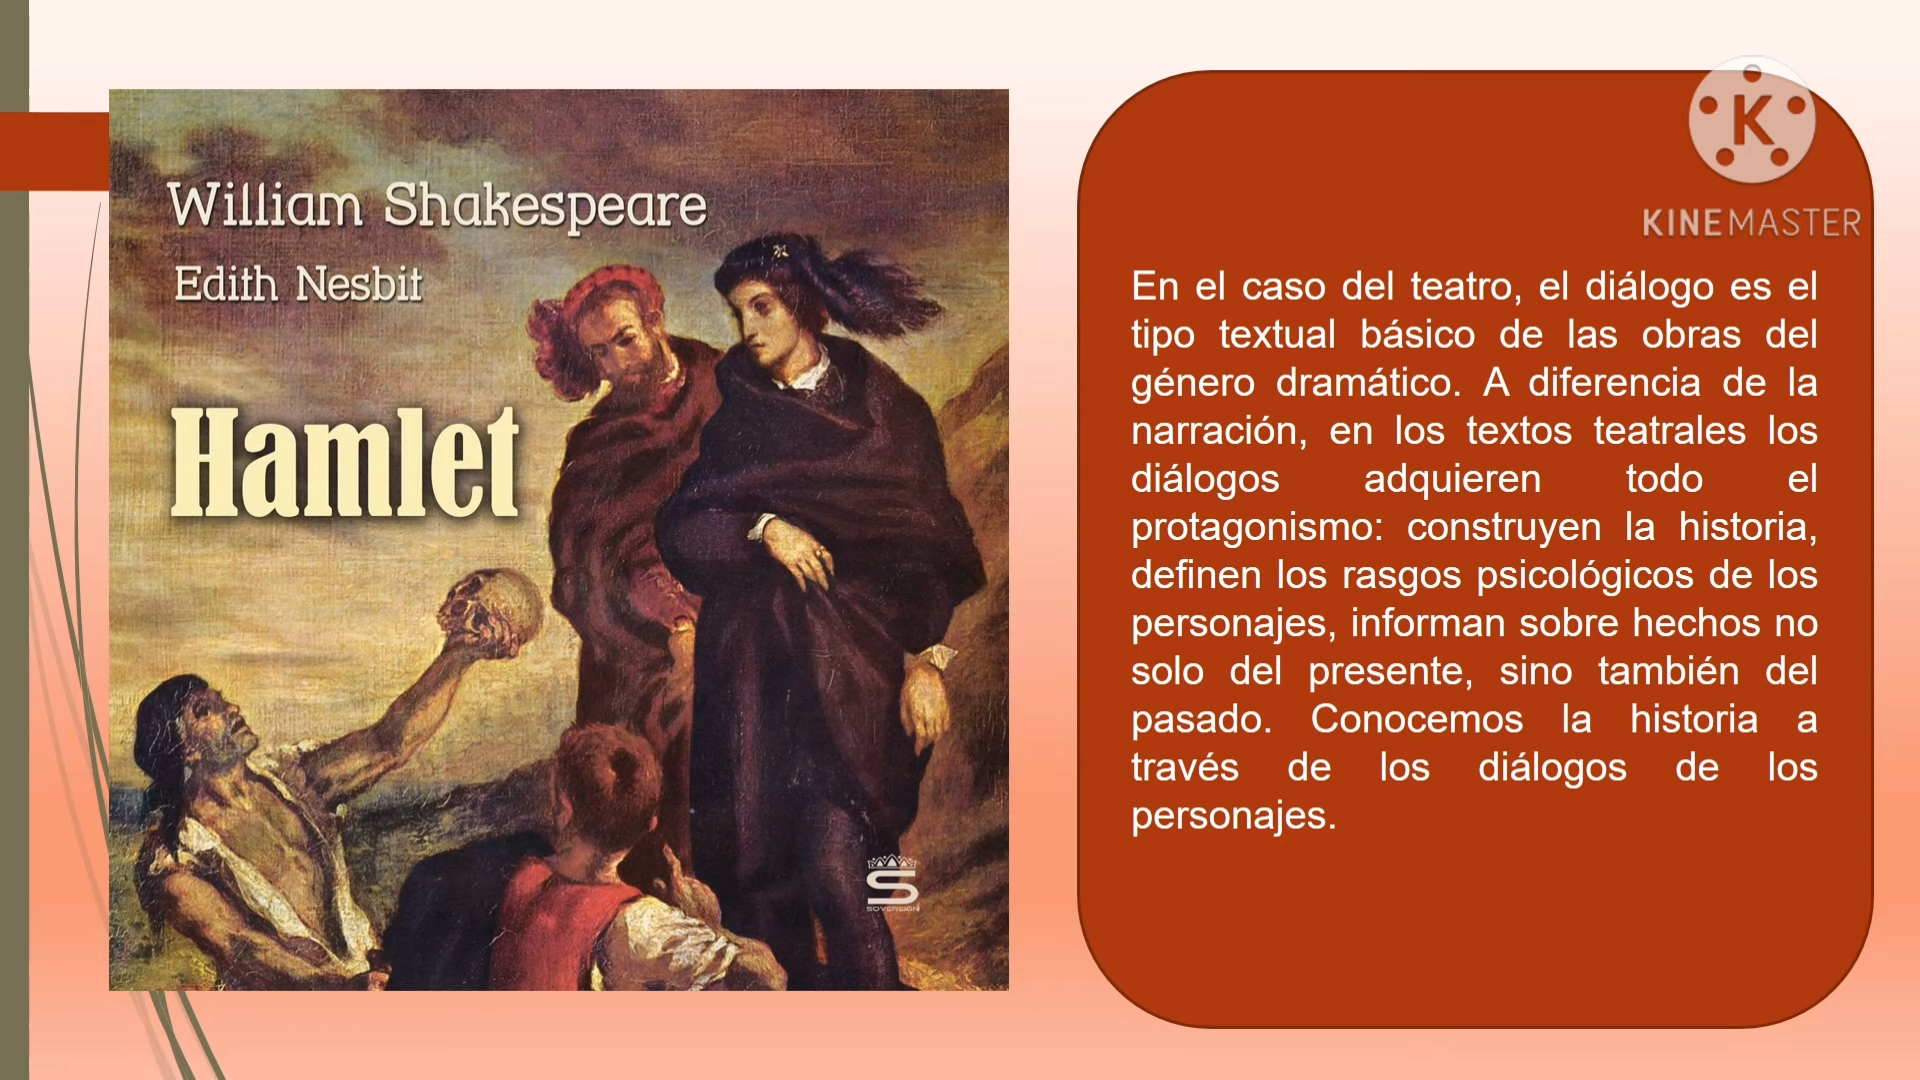 William Shakespeare
Edith Nesbit
Hamlet
SOVEREIGN
K
KINEMASTER
En el caso del teatro, el diálogo es el
tipo textual básico de las obras del
género dramático. A diferencia de la
narración, en los textos teatrales los
diálogos adquieren todo el
protagonismo: construyen la historia,
definen los rasgos psicológicos de los
personajes, informan sobre hechos no
solo del presente, sino también del
pasado. Conocemos la historia a
través de los diálogos de los
personajes.